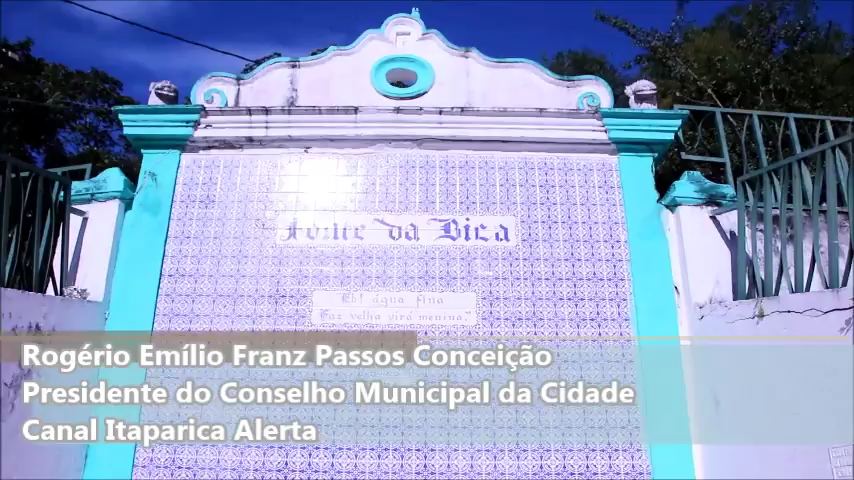 Fonte da Bica
Eh! água fina
Faz velha virá menina."
Rogério Emílio Franz Passos Conceição
Presidente do Conselho Municipal da Cidade
Canal Itaparica Alerta